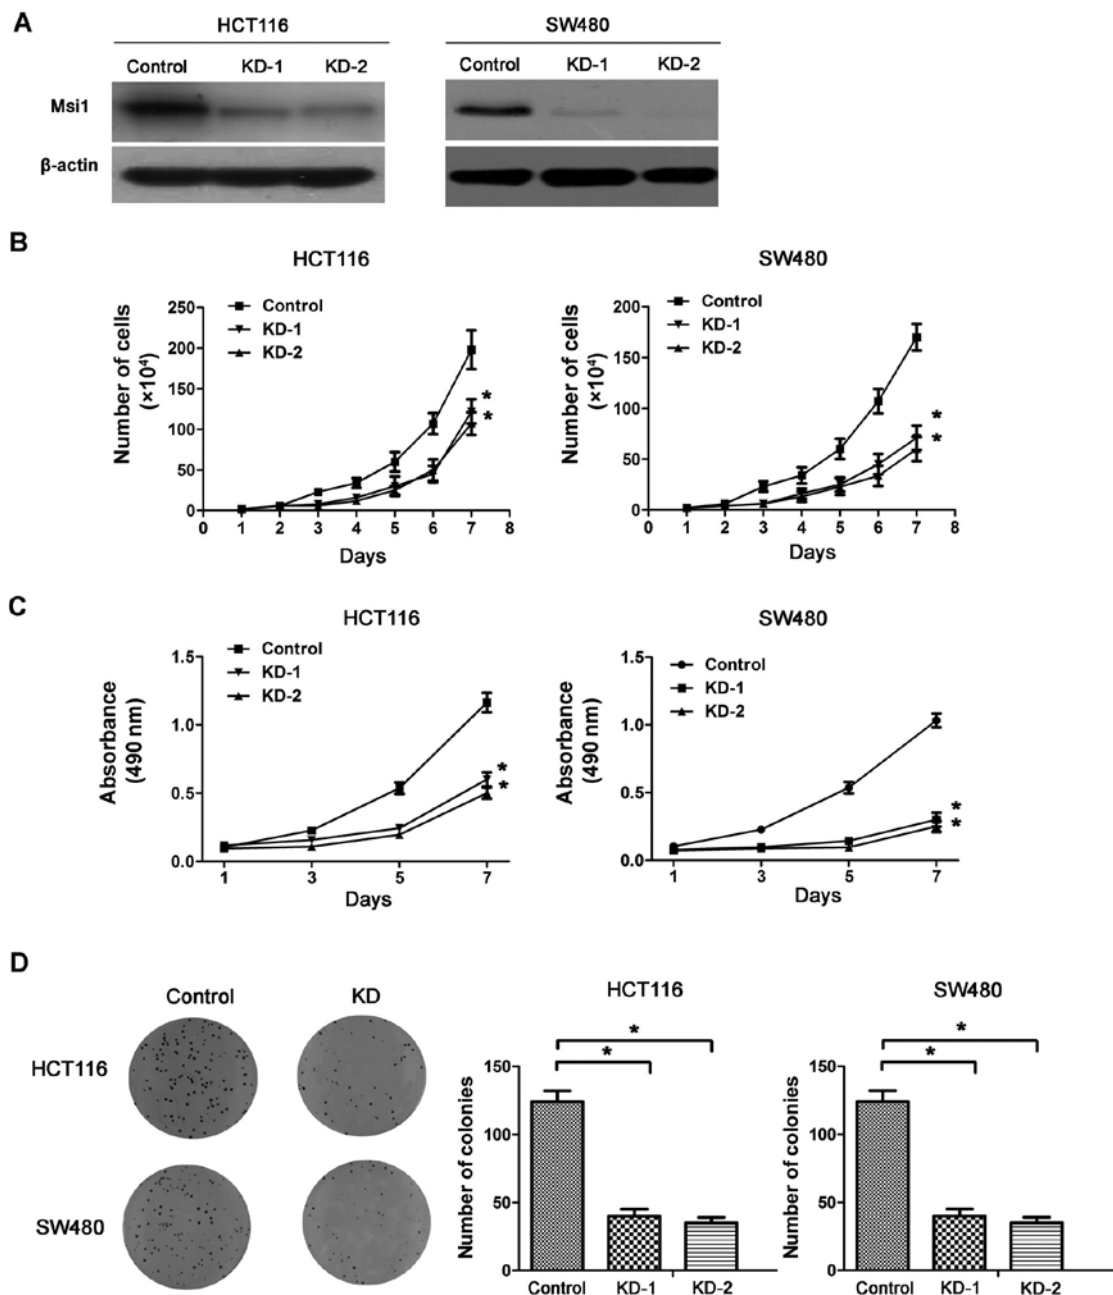 A
HCT116
SW480
Control KD-1 KD-2
Control KD-1 KD-2
Msi1
β-actin
B
HCT116
SW480
Number of cells
(×10⁴)
250
200
150
100
50
0
0 1 2 3 4 5 6 7 8
Days
Control
KD-1
KD-2
*
*
Number of cells
(×10⁴)
200
150
100
50
0
0 1 2 3 4 5 6 7 8
Days
Control
KD-1
KD-2
*
*
C
HCT116
SW480
Absorbance
(490 nm)
1.5
1.0
0.5
0.0
1 3 5 7
Days
Control
KD-1
KD-2
*
*
Absorbance
(490 nm)
1.5
1.0
0.5
0.0
1 3 5 7
Days
Control
KD-1
KD-2
*
*
D
Control KD
HCT116
SW480
HCT116
*
*
Number of colonies
150
100
50
0
Control KD-1 KD-2
SW480
*
*
Number of colonies
150
100
50
0
Control KD-1 KD-2